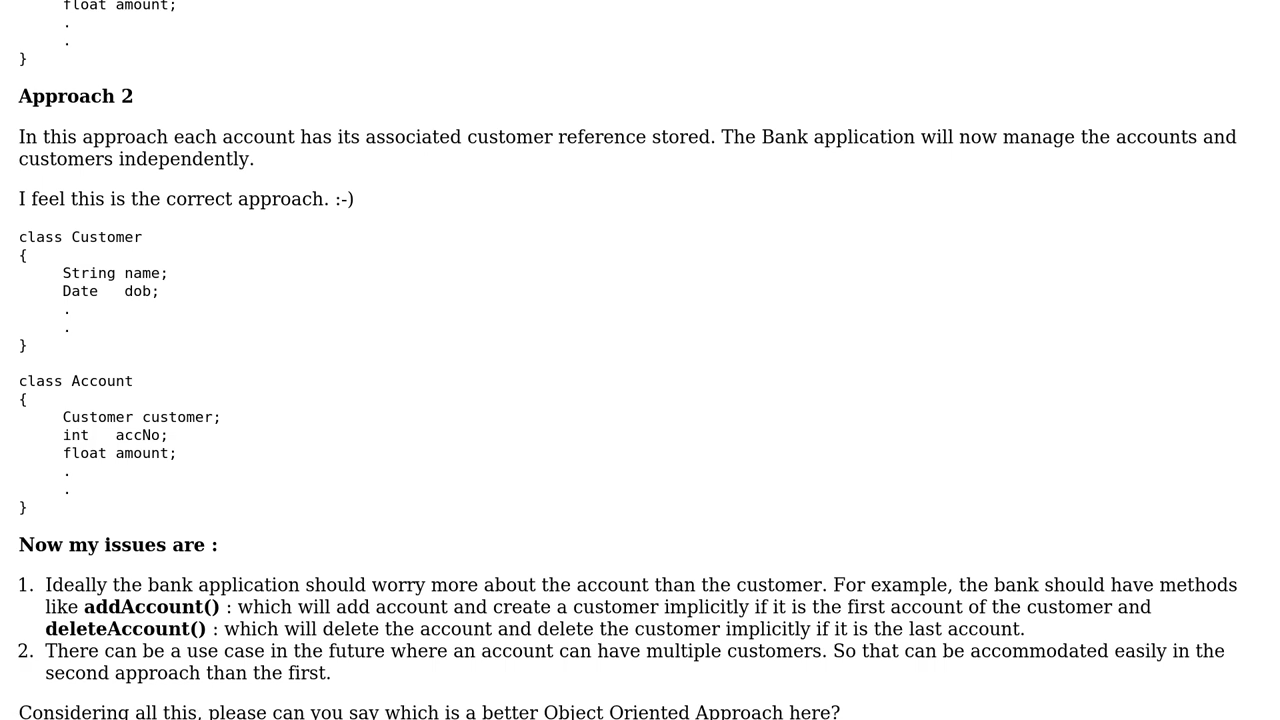 float amount;
.
.
}
Approach 2
In this approach each account has its associated customer reference stored. The Bank application will now manage the accounts and
customers independently.
I feel this is the correct approach. :-)
class Customer
{
String name;
Date   dob;
.
.
}
class Account
{
Customer customer;
int   accNo;
float amount;
.
.
}
Now my issues are :
1. Ideally the bank application should worry more about the account than the customer. For example, the bank should have methods
like addAccount() : which will add account and create a customer implicitly if it is the first account of the customer and
deleteAccount() : which will delete the account and delete the customer implicitly if it is the last account.
2. There can be a use case in the future where an account can have multiple customers. So that can be accommodated easily in the
second approach than the first.
Considering all this, please can you say which is a better Object Oriented Approach here?